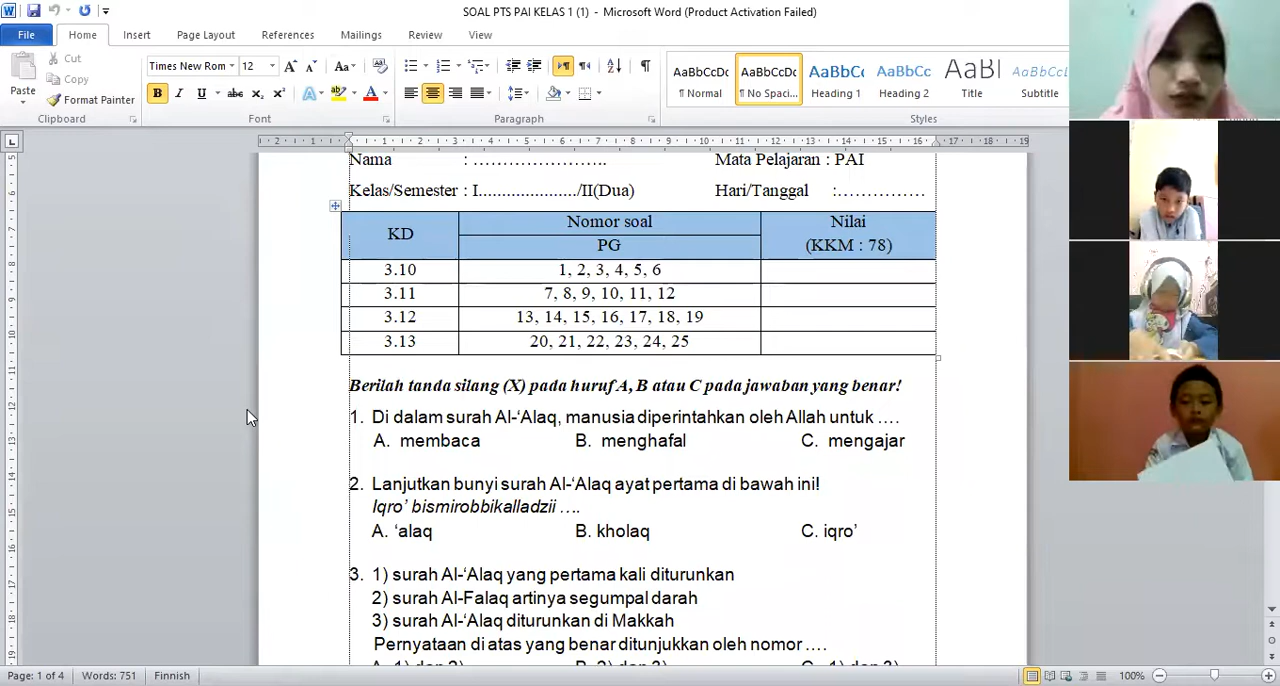 SOAL PTS PAI KELAS 1 (1) - Microsoft Word (Product Activation Failed)
File Home Insert Page Layout References Mailings Review View
Cut
Copy
Format Painter
Paste
Clipboard
Times New Rom 12
Font
Paragraph
AaBbCcDc AaBbCcDc AaBbCc AaBbCc AaBl AaBbCc
¶ Normal ¶ No Spaci... Heading 1 Heading 2 Title Subtitle
Styles
Nama : ………………….. Mata Pelajaran : PAI
Kelas/Semester : I...................../II(Dua) Hari/Tanggal :……………
KD Nomor soal Nilai
PG (KKM : 78)
3.10 1, 2, 3, 4, 5, 6
3.11 7, 8, 9, 10, 11, 12
3.12 13, 14, 15, 16, 17, 18, 19
3.13 20, 21, 22, 23, 24, 25
Berilah tanda silang (X) pada huruf A, B atau C pada jawaban yang benar!
1. Di dalam surah Al-‘Alaq, manusia diperintahkan oleh Allah untuk ….
A. membaca B. menghafal C. mengajar
2. Lanjutkan bunyi surah Al-‘Alaq ayat pertama di bawah ini!
Iqro’ bismirobbikalladzii ….
A. ‘alaq B. kholaq C. iqro’
3. 1) surah Al-‘Alaq yang pertama kali diturunkan
2) surah Al-Falaq artinya segumpal darah
3) surah Al-‘Alaq diturunkan di Makkah
Pernyataan di atas yang benar ditunjukkan oleh nomor ….
A. 1) dan 2) B. 2) dan 3) C. 1) dan 3)
Page: 1 of 4 Words: 751 Finnish 100%